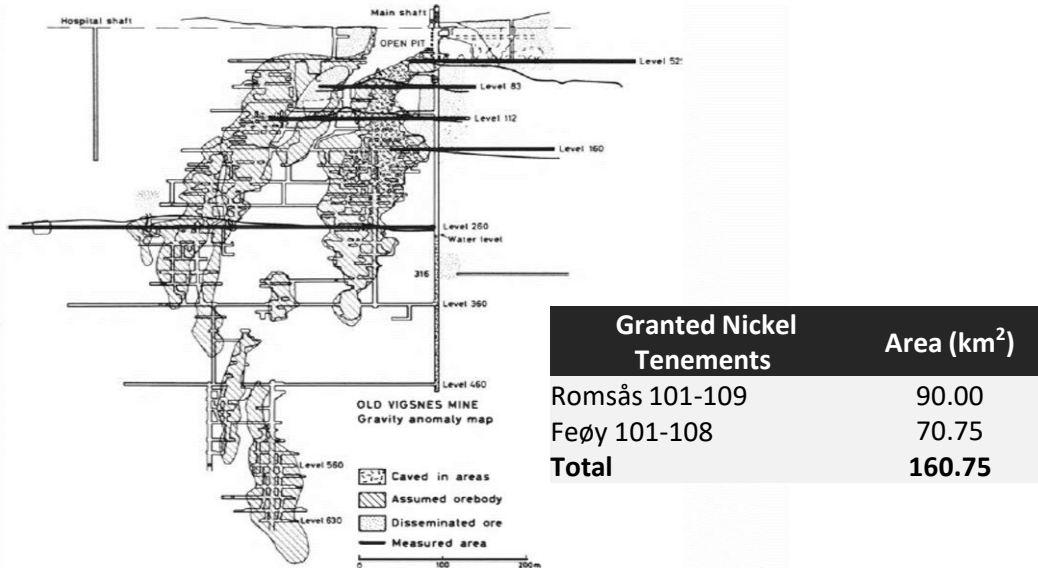 Main shaft
Hospital shaft
OPEN PIT
A
Level 52
Level 83
Level 112
Level 160
Level 260
Water level
316
Level 360
Level 460
OLD VIGSNES MINE
Gravity anomaly map
Level 560
Level 630
Caved in areas
Assumed orebody
Disseminated ore
Measured area
0 100 200m
Granted Nickel
Tenements
Area (km²)
Romsås 101-109 90.00
Feøy 101-108 70.75
Total 160.75